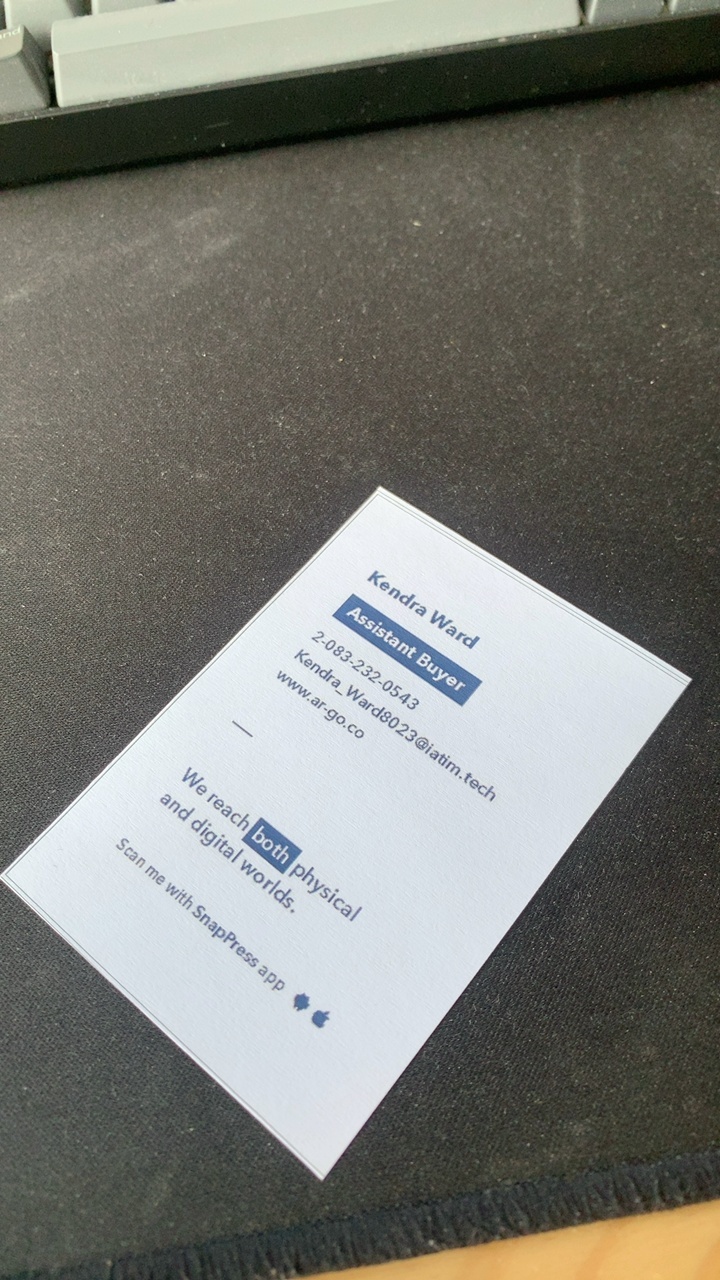 Kendra Ward
Assistant Buyer
2-083-232-0543
Kendra_Ward8023@iatim.tech
www.ar-go.co
We reach both physical
and digital worlds.
Scan me with SnapPress app